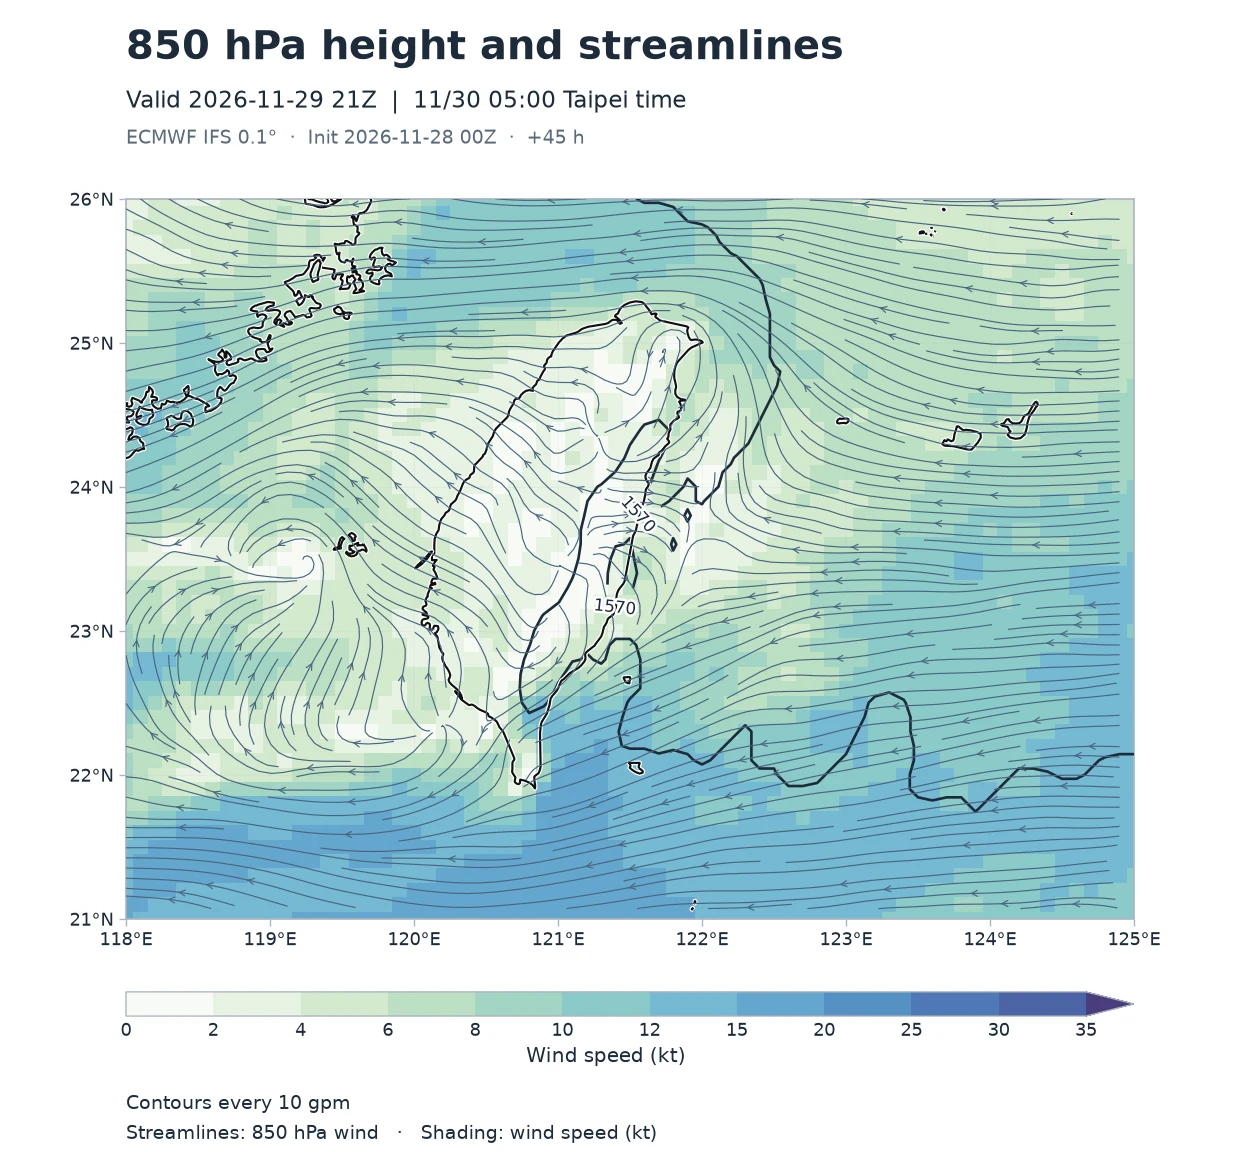 850 hPa height and streamlines
Valid 2026-11-29 21Z | 11/30 05:00 Taipei time
ECMWF IFS 0.1° · Init 2026-11-28 00Z · +45 h
26°N
25°N
24°N
1570
1570
23°N
22°N
21°N
118°E 119°E 120°E 121°E 122°E 123°E 124°E 125°E
0 2 4 6 8 10 12 15 20 25 30 35
Wind speed (kt)
Contours every 10 gpm
Streamlines: 850 hPa wind · Shading: wind speed (kt)